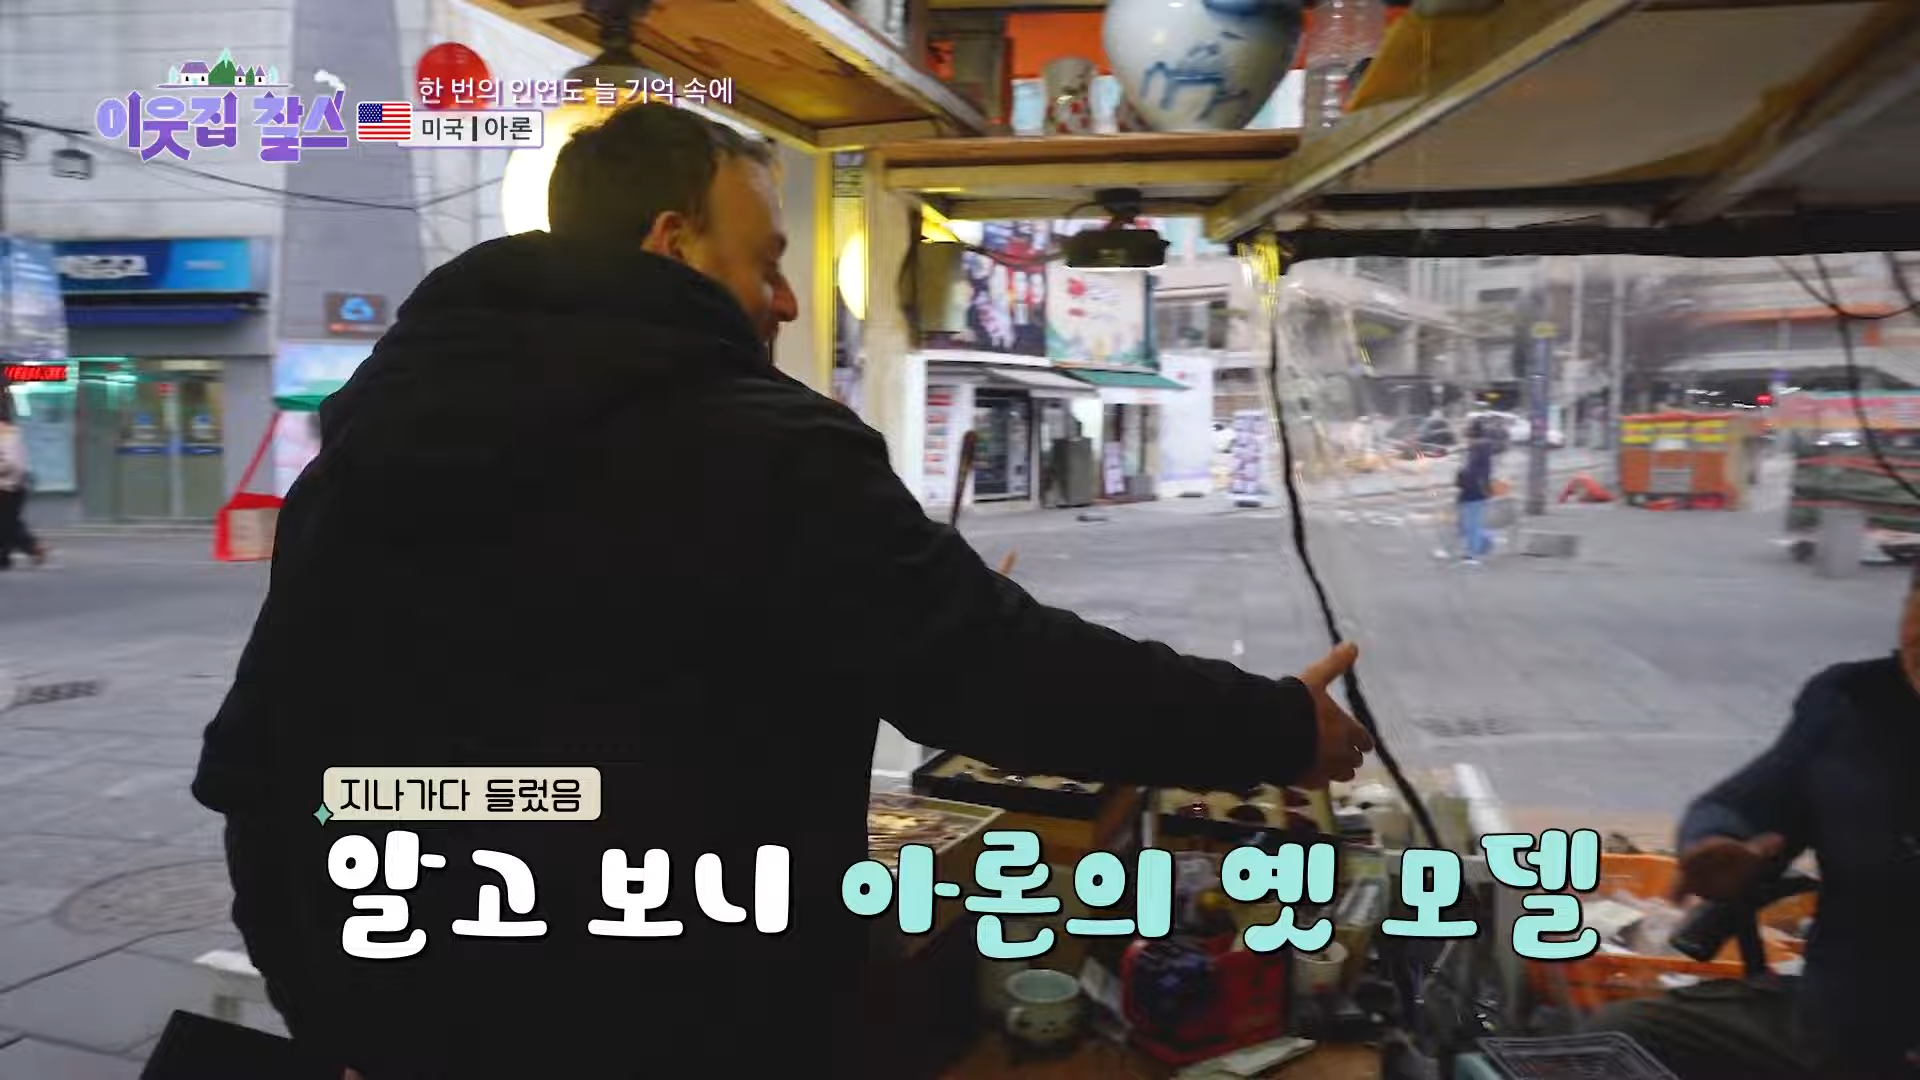 이웃집 찰스
한 번의 인연도 늘 기억 속에
미국 | 아론
지나가다 들렀음
알고 보니 아론의 옛 모델